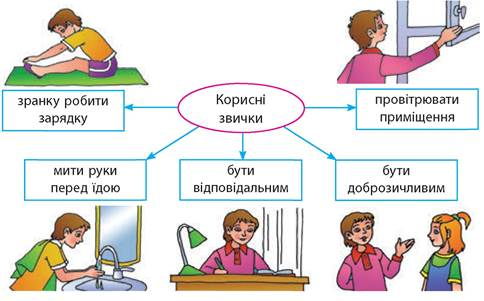 зранку робити
зарядку
Корисні
звички
провітрювати
приміщення
мити руки
перед їдою
бути
відповідальним
бути
доброзичливим